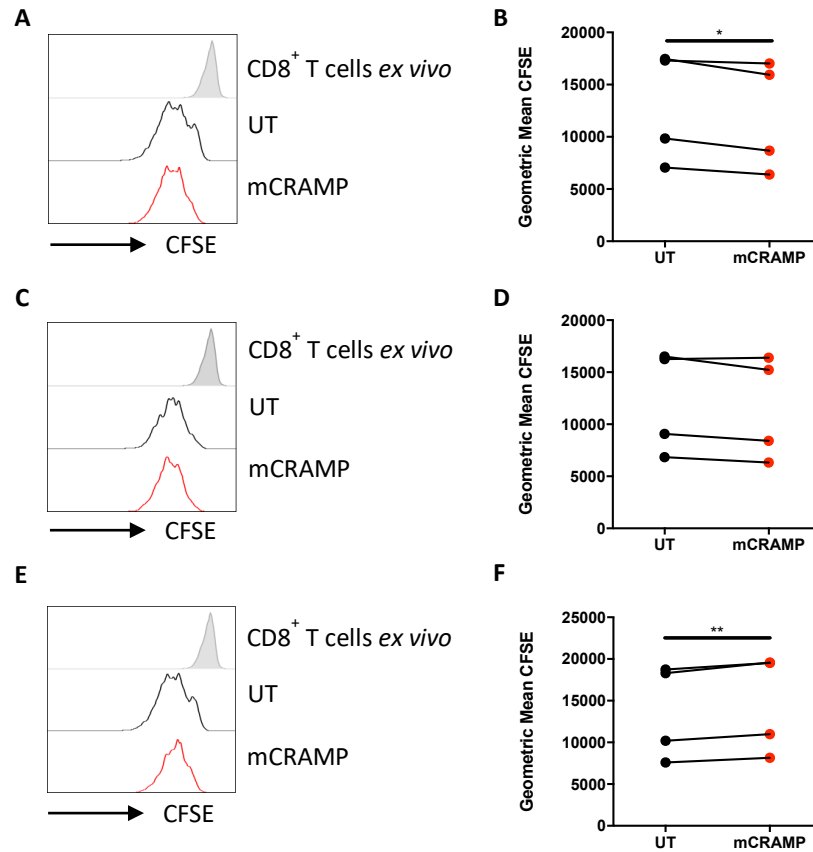 A
CD8+ T cells ex vivo
UT
mCRAMP
CFSE
B
*
20000
15000
10000
5000
0
Geometric Mean CFSE
UT mCRAMP
C
CD8+ T cells ex vivo
UT
mCRAMP
CFSE
D
20000
15000
10000
5000
0
Geometric Mean CFSE
UT mCRAMP
E
CD8+ T cells ex vivo
UT
mCRAMP
CFSE
F
**
25000
20000
15000
10000
5000
0
Geometric Mean CFSE
UT mCRAMP